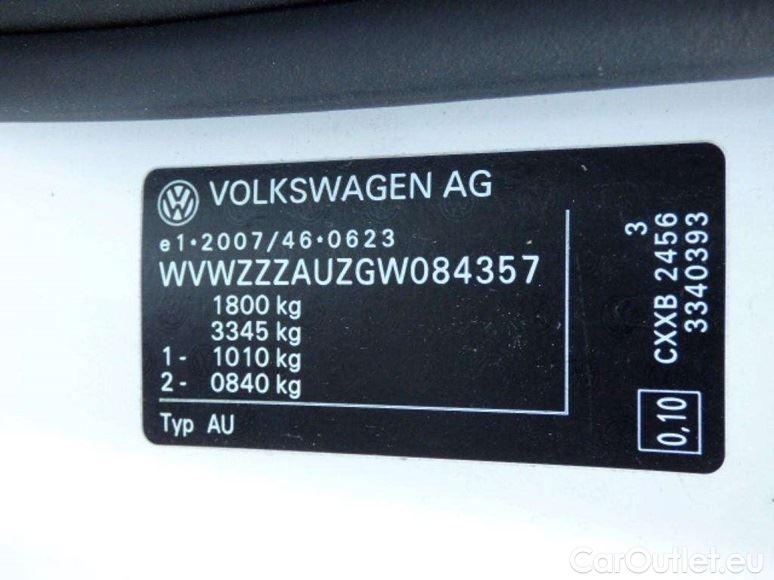 VOLKSWAGEN AG
e1*2007/46*0623
WVWZZZAUZGW084357
1800 kg
3345 kg
1- 1010 kg
2- 0840 kg
Typ AU
3
CXXB 2456
3340393
0,10
CarOutlet.eu